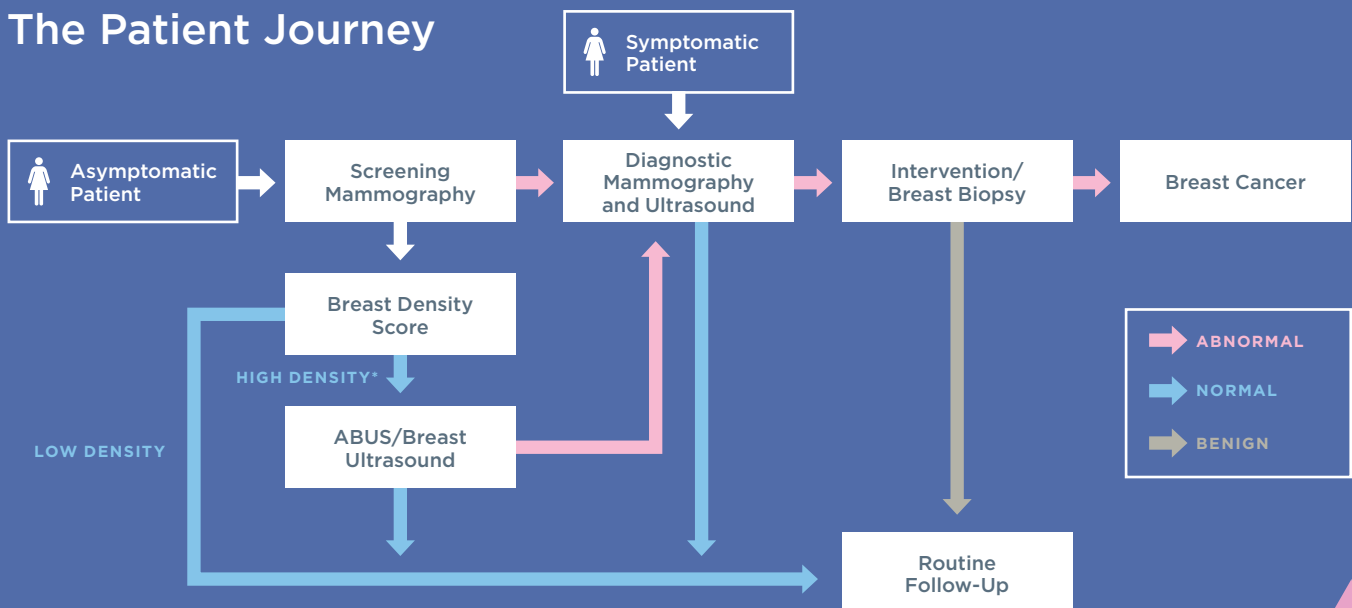 The Patient Journey
Symptomatic
Patient
Asymptomatic
Patient
Screening
Mammography
Diagnostic
Mammography
and Ultrasound
Intervention/
Breast Biopsy
Breast Cancer
Breast Density
Score
HIGH DENSITY*
LOW DENSITY
ABUS/Breast
Ultrasound
ABNORMAL
NORMAL
BENIGN
Routine
Follow-Up